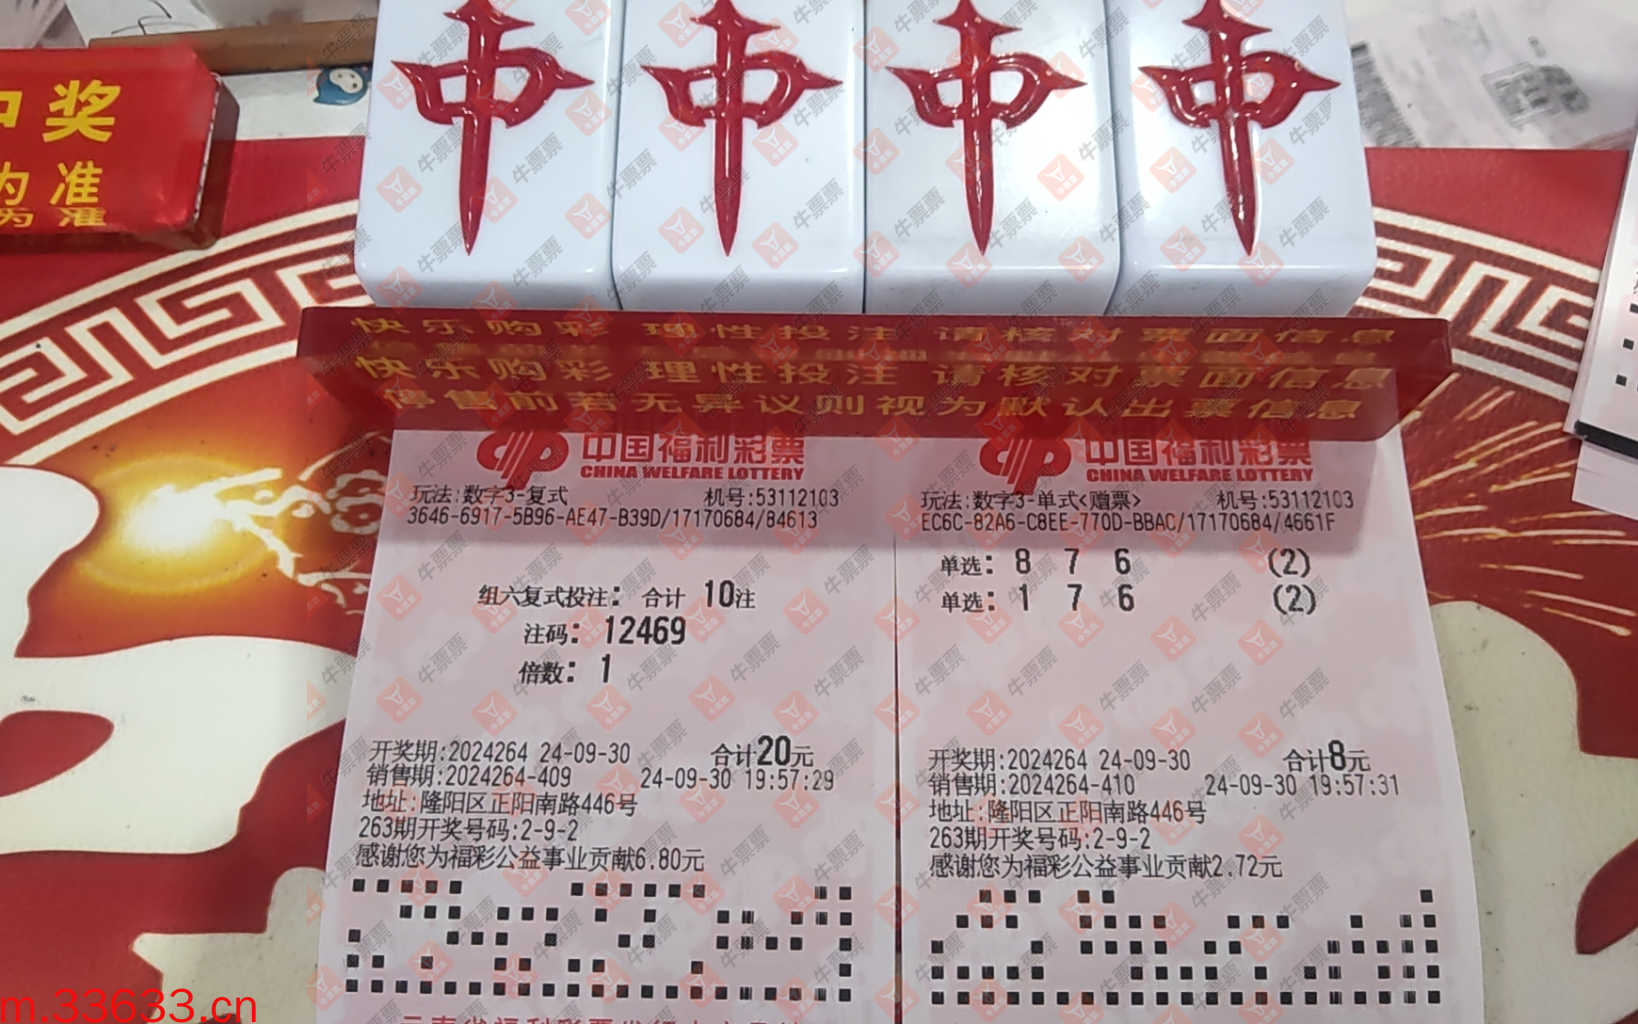 中奖
为准
为准
中 中 中 中
快乐购彩 理性投注 请核对票面信息
快乐购彩 理性投注 请核对票面信息
停售前若无异议则视为默认出票信息
中国福利彩票
CHINA WELFARE LOTTERY
玩法:数字3-复式 机号:53112103
3646-6917-5B96-AE47-B39D/17170684/84613
组六复式投注: 合计 10注
注码: 12469
倍数: 1
开奖期:2024264 24-09-30 合计20元
销售期:2024264-409 24-09-30 19:57:29
地址:隆阳区正阳南路446号
263期开奖号码:2-9-2
感谢您为福彩公益事业贡献6.80元
中国福利彩票
CHINA WELFARE LOTTERY
玩法:数字3-单式<赠票> 机号:53112103
EC6C-82A6-C8EE-770D-BBAC/17170684/4661F
单选: 8 7 6 (2)
单选: 1 7 6 (2)
开奖期:2024264 24-09-30 合计8元
销售期:2024264-410 24-09-30 19:57:31
地址:隆阳区正阳南路446号
263期开奖号码:2-9-2
感谢您为福彩公益事业贡献2.72元
牛票票
m.33633.cn